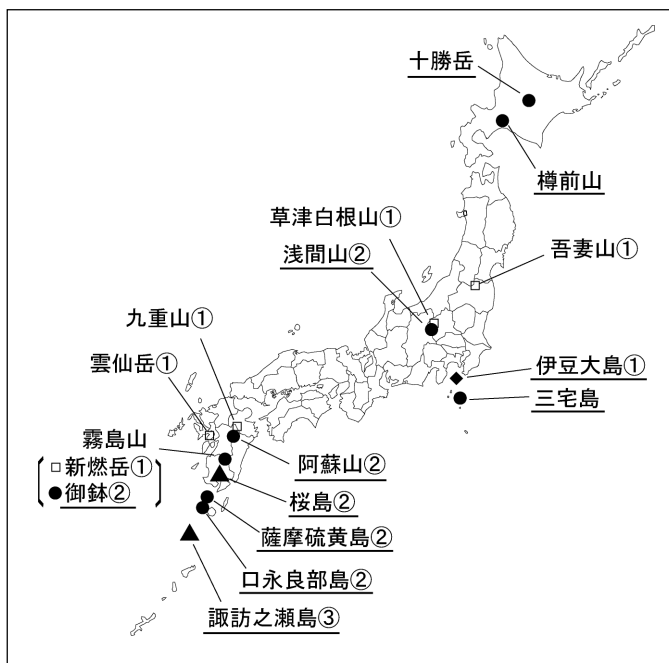 十勝岳
樽前山
草津白根山①
浅間山②
吾妻山①
九重山①
雲仙岳①
伊豆大島①
三宅島
霧島山
□新燃岳①
●御鉢②
阿蘇山②
桜島②
薩摩硫黄島②
口永良部島②
諏訪之瀬島③